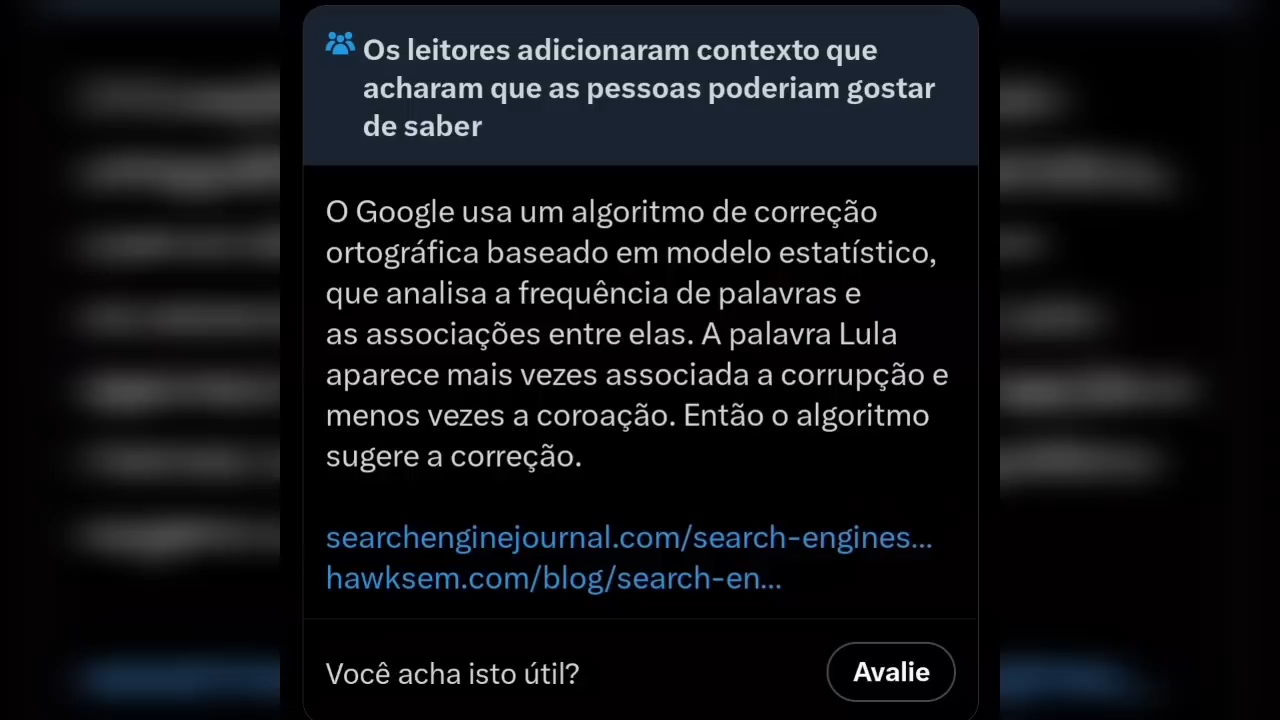 Os leitores adicionaram contexto que
acharam que as pessoas poderiam gostar
de saber
O Google usa um algoritmo de correção
ortográfica baseado em modelo estatístico,
que analisa a frequência de palavras e
as associações entre elas. A palavra Lula
aparece mais vezes associada a corrupção e
menos vezes a coroação. Então o algoritmo
sugere a correção.
searchenginejournal.com/search-engines...
hawksem.com/blog/search-en...
Você acha isto útil?
Avalie